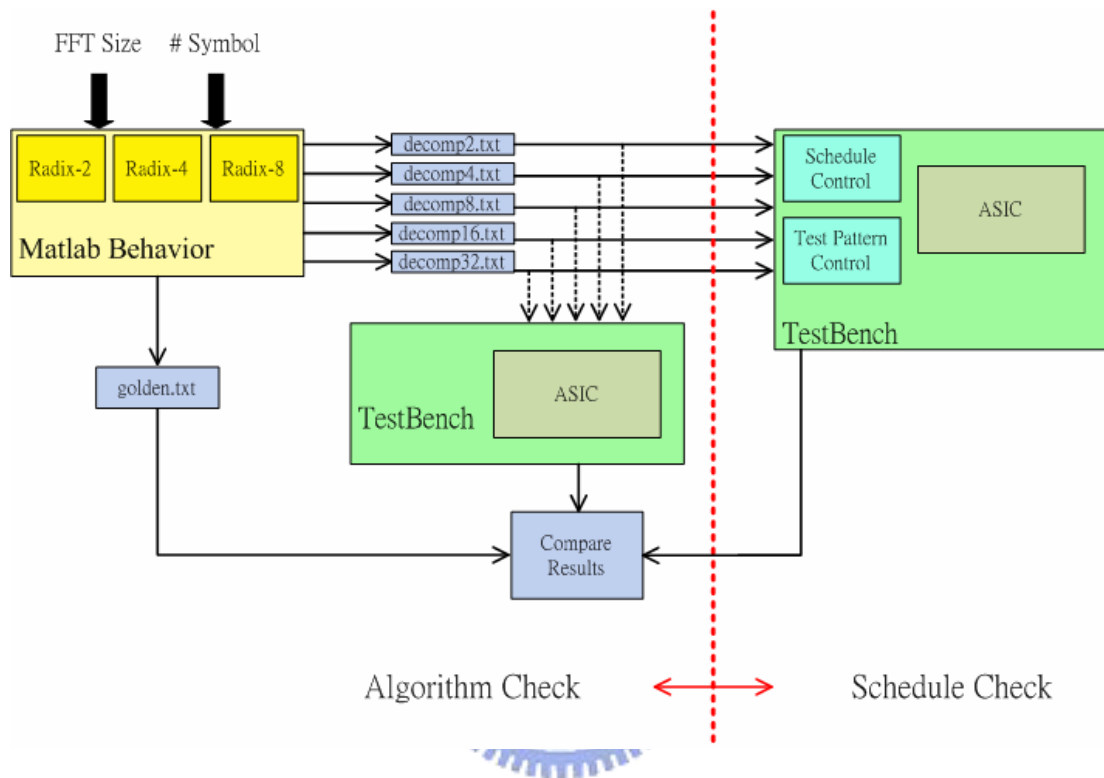 FFT Size
# Symbol
Radix-2
Radix-4
Radix-8
Matlab Behavior
decomp2.txt
decomp4.txt
decomp8.txt
decomp16.txt
decomp32.txt
Schedule
Control
Test Pattern
Control
ASIC
TestBench
golden.txt
ASIC
TestBench
Compare
Results
Algorithm Check
Schedule Check